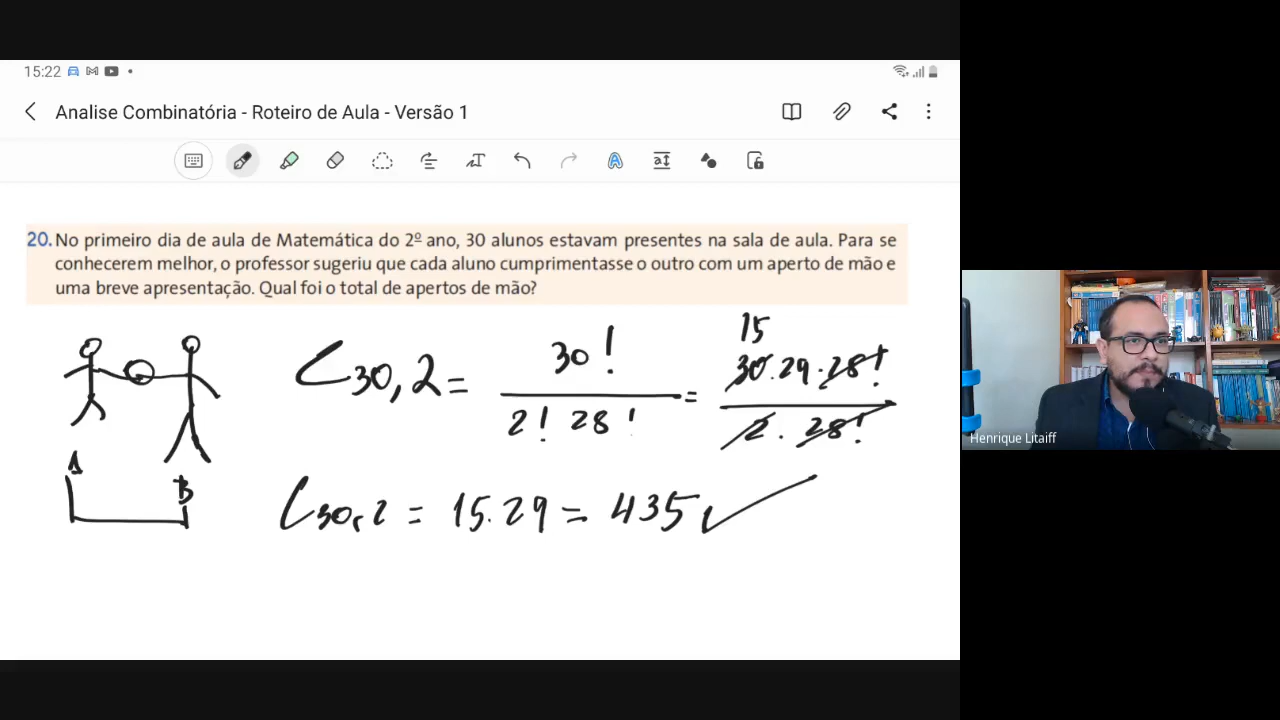 15:22
Analise Combinatória - Roteiro de Aula - Versão 1
20. No primeiro dia de aula de Matemática do 2º ano, 30 alunos estavam presentes na sala de aula. Para se
conhecerem melhor, o professor sugeriu que cada aluno cumprimentasse o outro com um aperto de mão e
uma breve apresentação. Qual foi o total de apertos de mão?
C30,2 = 30! / 2! 28! = 15 30.29.28! / 2.28!
A B
C30,2 = 15.29 = 435 ✓
Henrique Litaiff